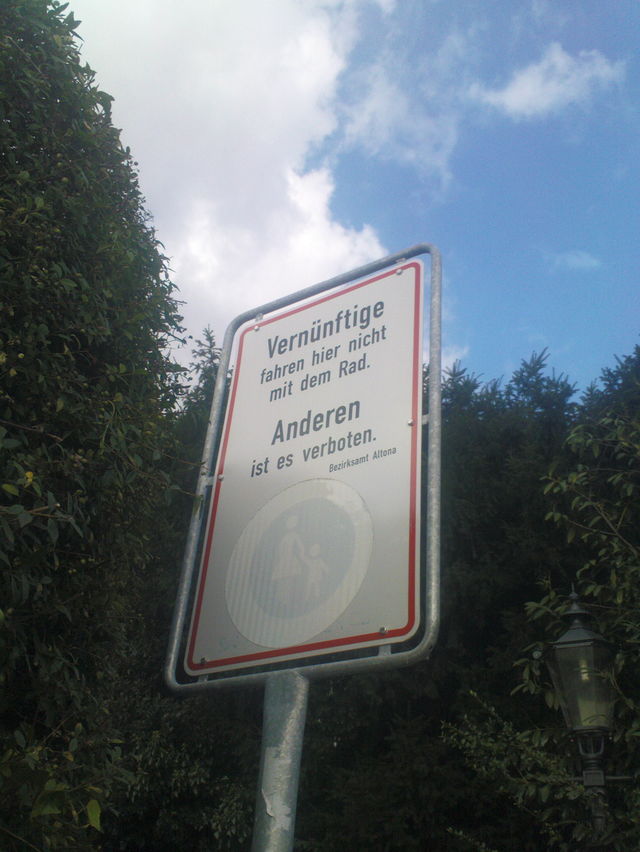 Vernünftige
fahren hier nicht
mit dem Rad.
Anderen
ist es verboten.
Bezirksamt Altona